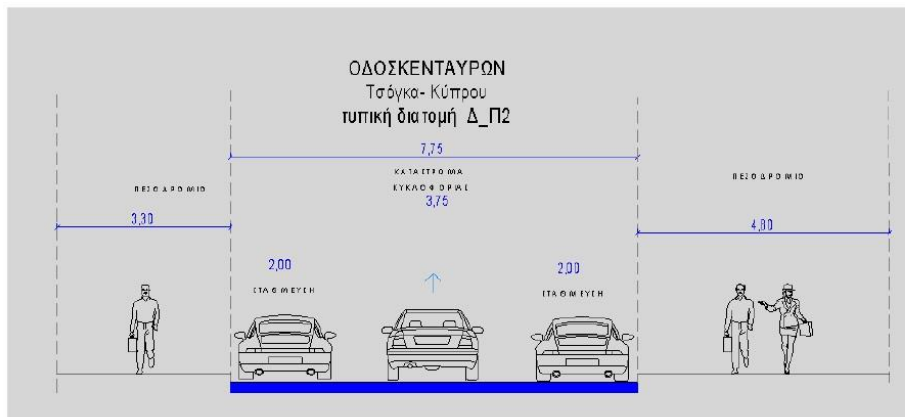 ΟΔΟΣΚΕΝΤΑΥΡΩΝ
Τσόγκα- Κύπρου
τυπική διατομή Δ_Π2
7,75
ΚΑΤΑΣΤΡΩΜΑ
ΚΥΚΛΟΦΟΡΙΑΣ
3,75
ΠΕΖΟΔΡΟΜΙΟ
3,30
ΠΕΖΟΔΡΟΜΙΟ
4,80
2,00
ΣΤΑΘΜΕΥΣΗ
2,00
ΣΤΑΘΜΕΥΣΗ